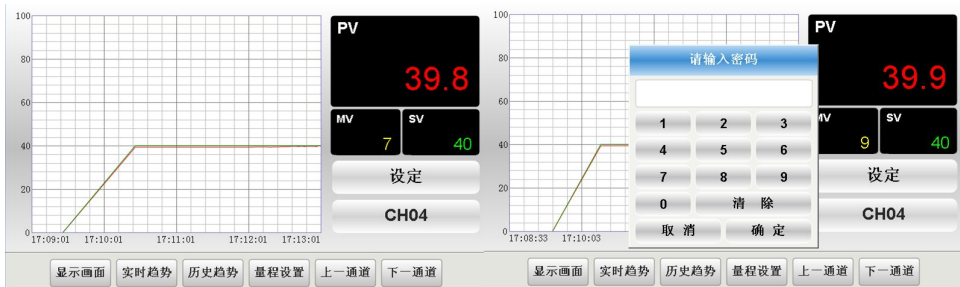 100
80
60
40
20
0
17:09:01 17:10:01 17:11:01 17:12:01 17:13:01
PV
39.8
MV
7
SV
40
设定
CH04
显示画面 实时趋势 历史趋势 量程设置 上一通道 下一通道
100
80
60
40
20
0
17:08:33 17:10:03
请输入密码
1 2 3
4 5 6
7 8 9
0 清 除
取 消 确 定
PV
39.9
MV
9
SV
40
设定
CH04
显示画面 实时趋势 历史趋势 量程设置 上一通道 下一通道